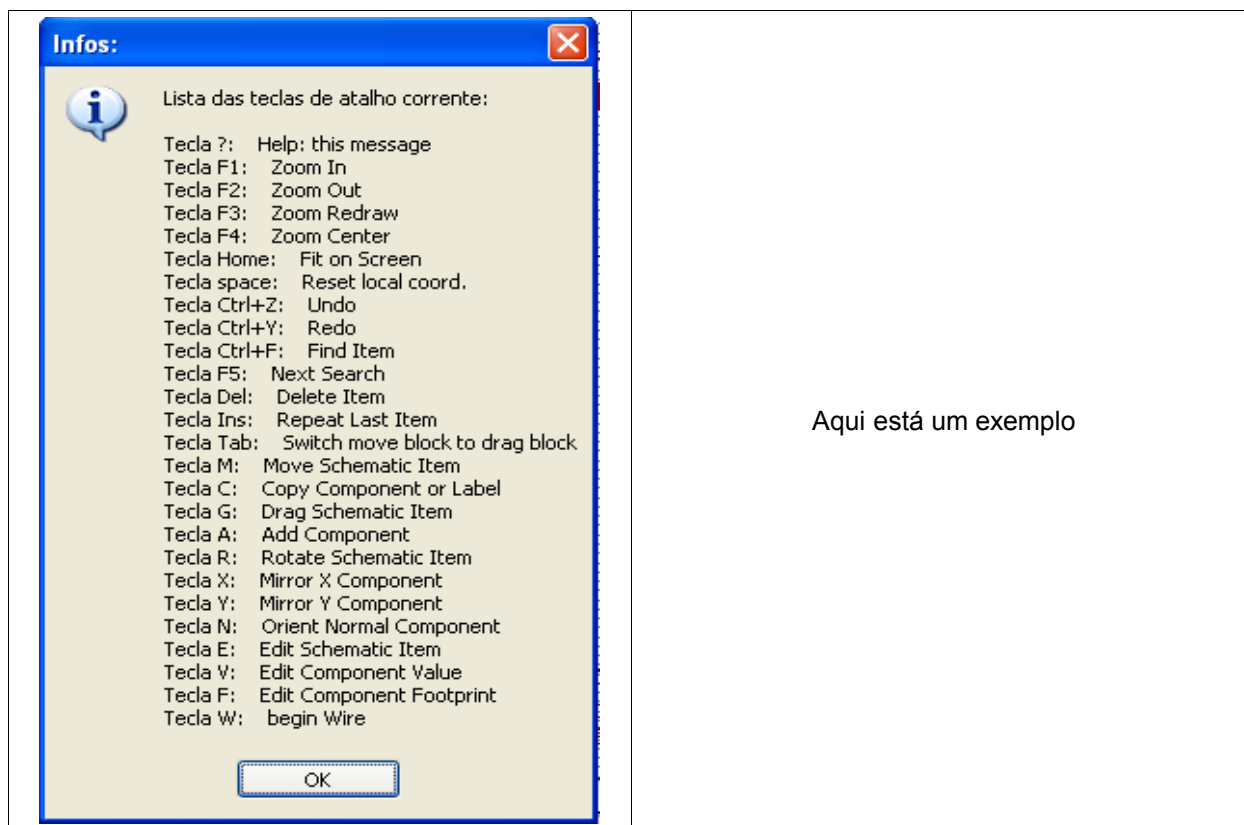 Infos:
Lista das teclas de atalho corrente:
Tecla ?: Help: this message
Tecla F1: Zoom In
Tecla F2: Zoom Out
Tecla F3: Zoom Redraw
Tecla F4: Zoom Center
Tecla Home: Fit on Screen
Tecla space: Reset local coord.
Tecla Ctrl+Z: Undo
Tecla Ctrl+Y: Redo
Tecla Ctrl+F: Find Item
Tecla F5: Next Search
Tecla Del: Delete Item
Tecla Ins: Repeat Last Item
Tecla Tab: Switch move block to drag block
Tecla M: Move Schematic Item
Tecla C: Copy Component or Label
Tecla G: Drag Schematic Item
Tecla A: Add Component
Tecla R: Rotate Schematic Item
Tecla X: Mirror X Component
Tecla Y: Mirror Y Component
Tecla N: Orient Normal Component
Tecla E: Edit Schematic Item
Tecla V: Edit Component Value
Tecla F: Edit Component Footprint
Tecla W: begin Wire
OK
Aqui está um exemplo